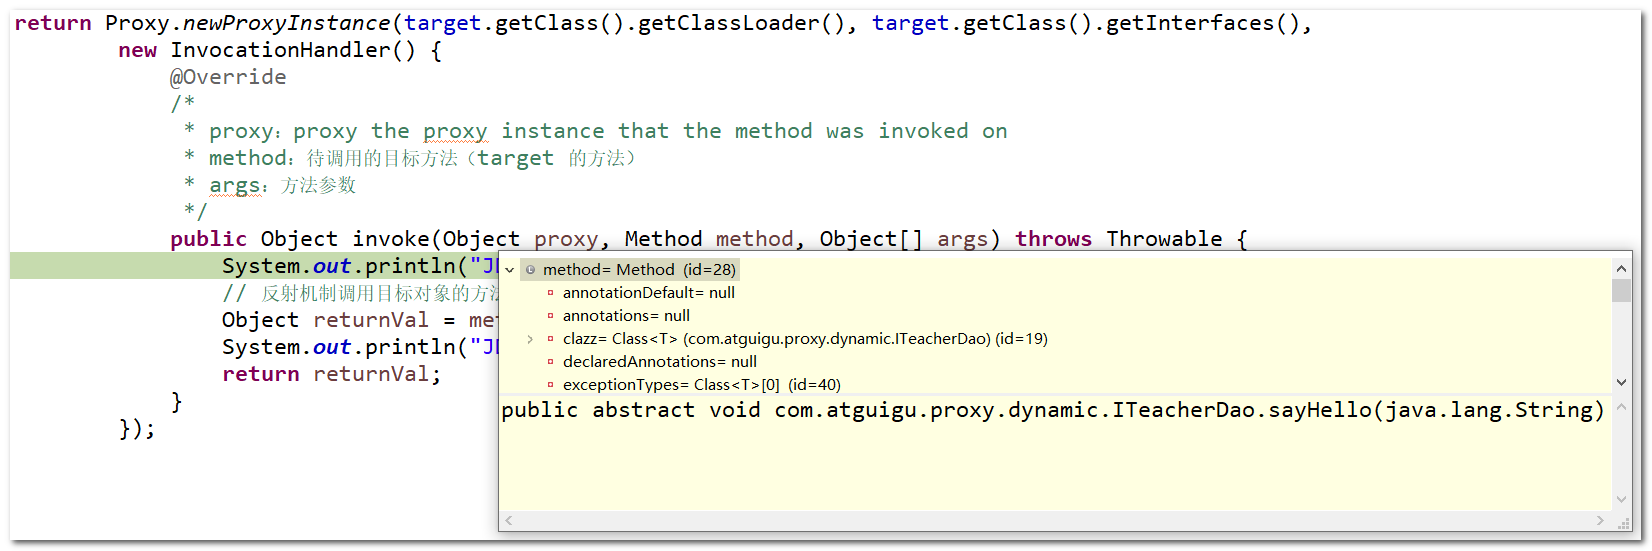 return Proxy.newProxyInstance(target.getClass().getClassLoader(), target.getClass().getInterfaces(),
new InvocationHandler() {
@Override
/*
* proxy：proxy the proxy instance that the method was invoked on
* method：待调用的目标方法（target 的方法）
* args：方法参数
*/
public Object invoke(Object proxy, Method method, Object[] args) throws Throwable {
System.out.println("JD
// 反射机制调用目标对象的方法
Object returnVal = met
System.out.println("JD
return returnVal;
}
});
method= Method (id=28)
annotationDefault= null
annotations= null
clazz= Class<T> (com.atguigu.proxy.dynamic.ITeacherDao) (id=19)
declaredAnnotations= null
exceptionTypes= Class<T>[0] (id=40)
public abstract void com.atguigu.proxy.dynamic.ITeacherDao.sayHello(java.lang.String)